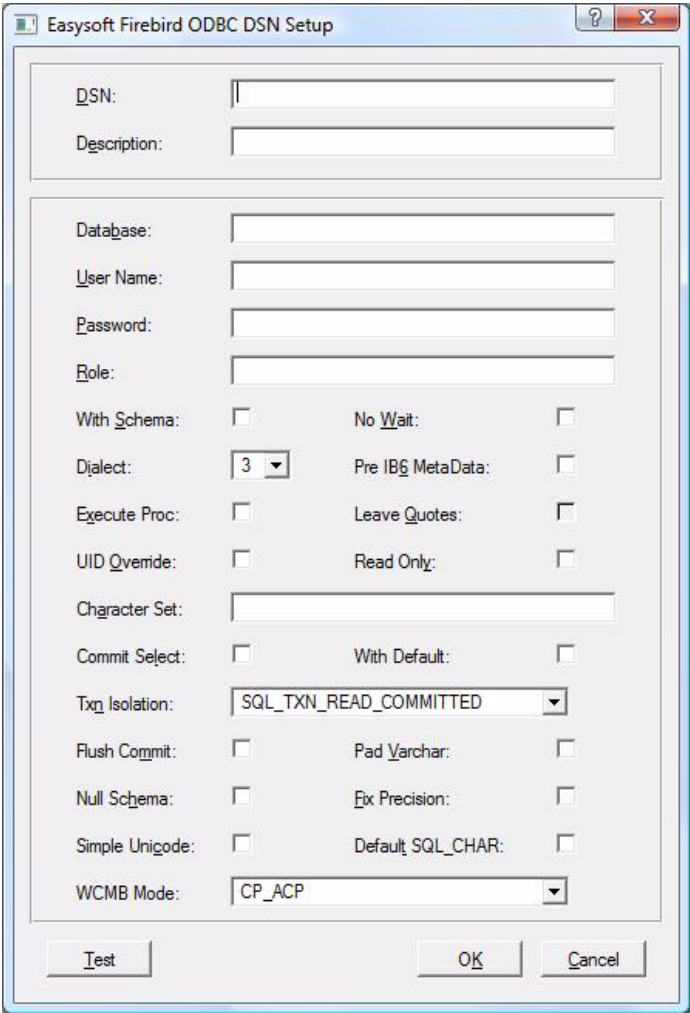 Easysoft Firebird ODBC DSN Setup
DSN:
Description:
Database:
User Name:
Password:
Role:
With Schema: No Wait:
Dialect: 3 Pre IB6 MetaData:
Execute Proc: Leave Quotes:
UID Override: Read Only:
Character Set:
Commit Select: With Default:
Txn Isolation: SQL_TXN_READ_COMMITTED
Flush Commit: Pad Varchar:
Null Schema: Fix Precision:
Simple Unicode: Default SQL_CHAR:
WCMB Mode: CP_ACP
Test OK Cancel